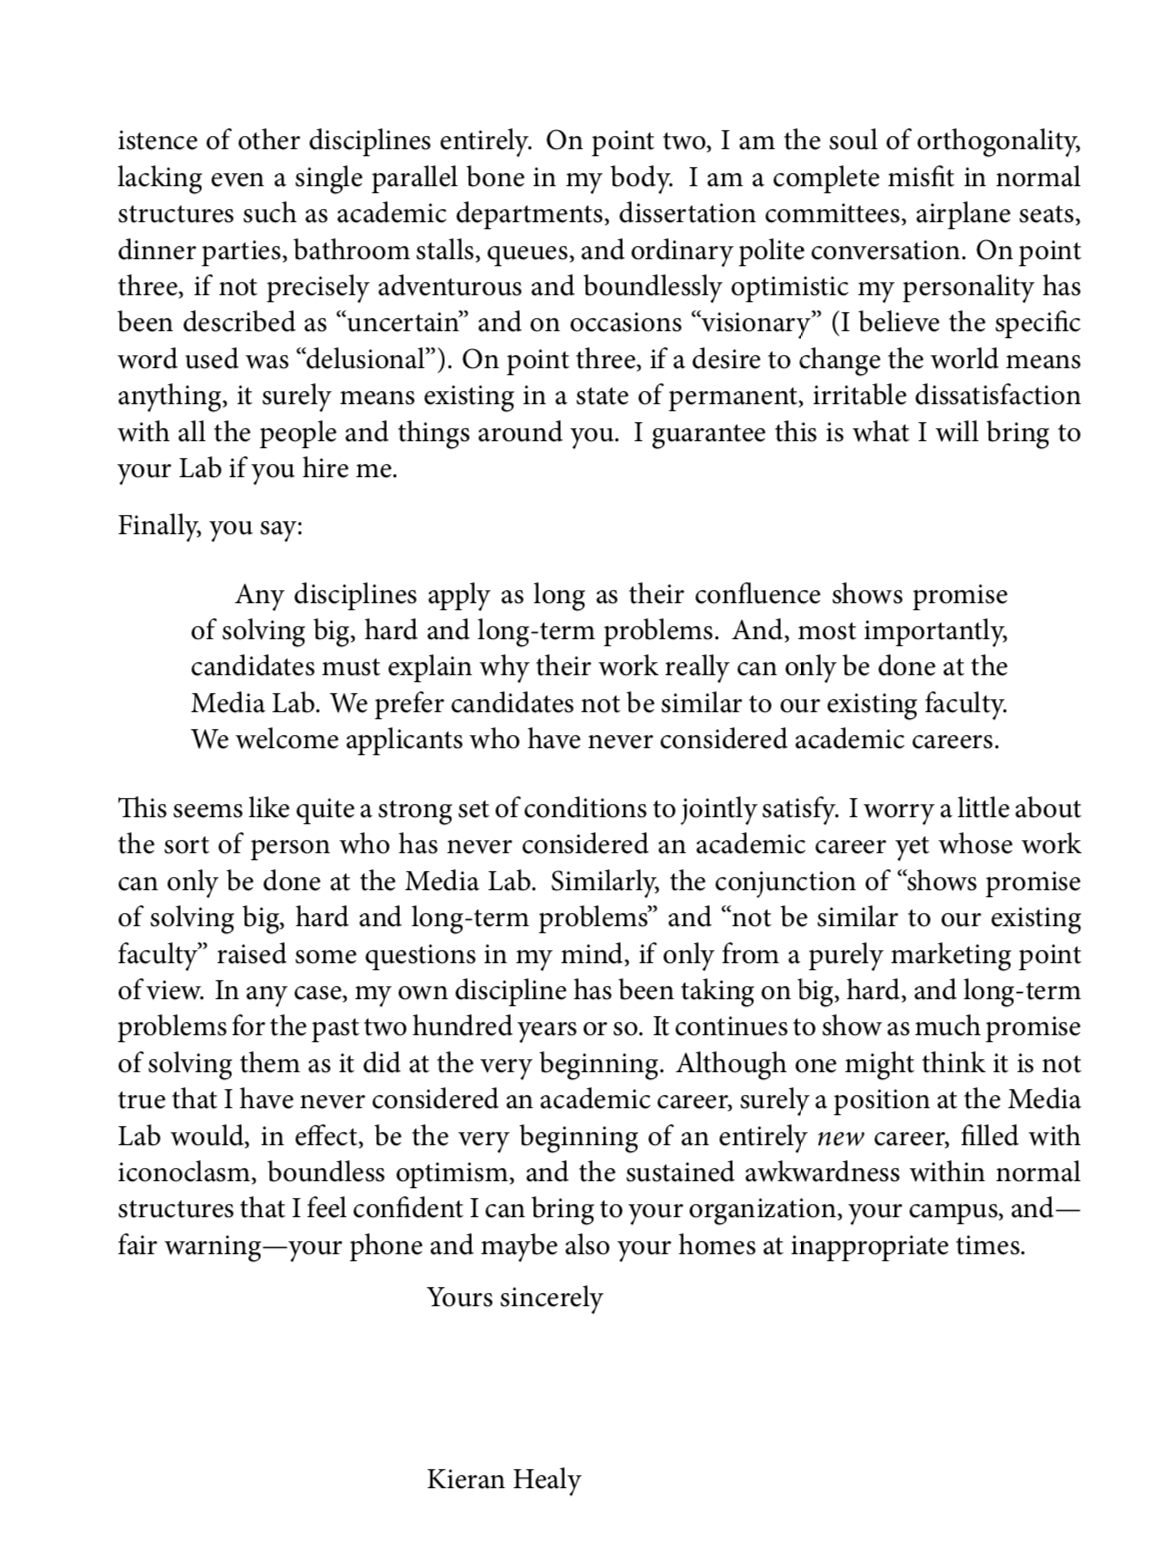 istence of other disciplines entirely. On point two, I am the soul of orthogonality,
lacking even a single parallel bone in my body. I am a complete misfit in normal
structures such as academic departments, dissertation committees, airplane seats,
dinner parties, bathroom stalls, queues, and ordinary polite conversation. On point
three, if not precisely adventurous and boundlessly optimistic my personality has
been described as “uncertain” and on occasions “visionary” (I believe the specific
word used was “delusional”). On point three, if a desire to change the world means
anything, it surely means existing in a state of permanent, irritable dissatisfaction
with all the people and things around you. I guarantee this is what I will bring to
your Lab if you hire me.
Finally, you say:
Any disciplines apply as long as their confluence shows promise
of solving big, hard and long-term problems. And, most importantly,
candidates must explain why their work really can only be done at the
Media Lab. We prefer candidates not be similar to our existing faculty.
We welcome applicants who have never considered academic careers.
This seems like quite a strong set of conditions to jointly satisfy. I worry a little about
the sort of person who has never considered an academic career yet whose work
can only be done at the Media Lab. Similarly, the conjunction of “shows promise
of solving big, hard and long-term problems” and “not be similar to our existing
faculty” raised some questions in my mind, if only from a purely marketing point
of view. In any case, my own discipline has been taking on big, hard, and long-term
problems for the past two hundred years or so. It continues to show as much promise
of solving them as it did at the very beginning. Although one might think it is not
true that I have never considered an academic career, surely a position at the Media
Lab would, in effect, be the very beginning of an entirely new career, filled with
iconoclasm, boundless optimism, and the sustained awkwardness within normal
structures that I feel confident I can bring to your organization, your campus, and—
fair warning—your phone and maybe also your homes at inappropriate times.
Yours sincerely
Kieran Healy